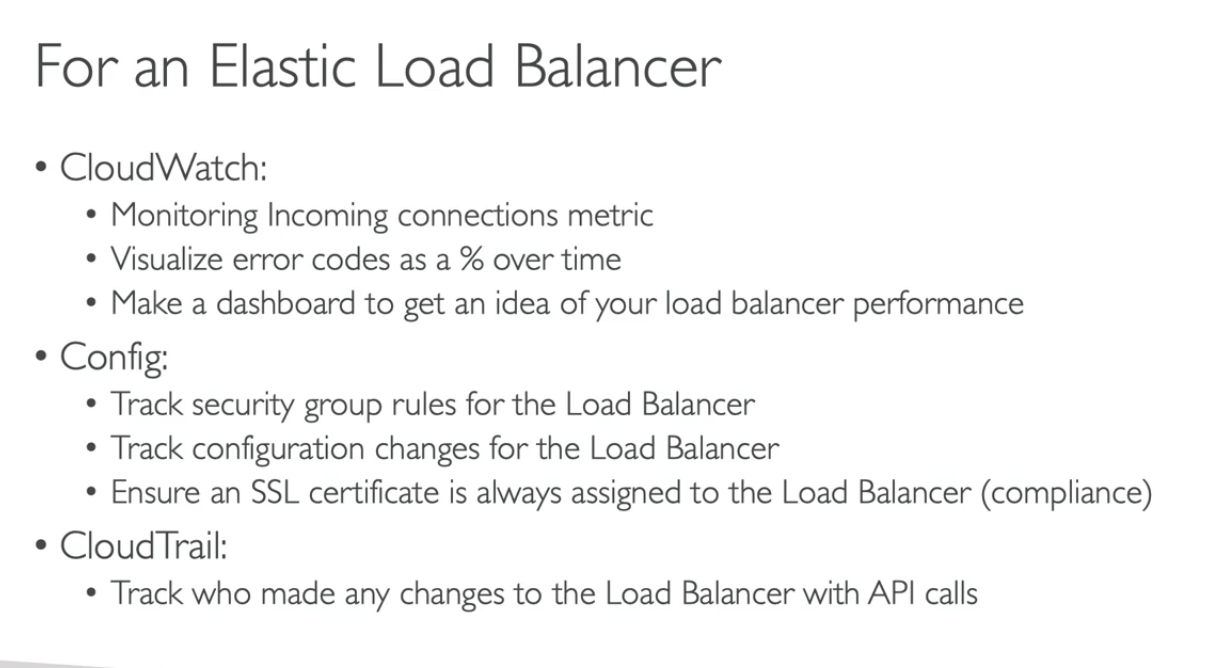 For an Elastic Load Balancer
• CloudWatch:
• Monitoring Incoming connections metric
• Visualize error codes as a % over time
• Make a dashboard to get an idea of your load balancer performance
• Config:
• Track security group rules for the Load Balancer
• Track configuration changes for the Load Balancer
• Ensure an SSL certificate is always assigned to the Load Balancer (compliance)
• CloudTrail:
• Track who made any changes to the Load Balancer with API calls